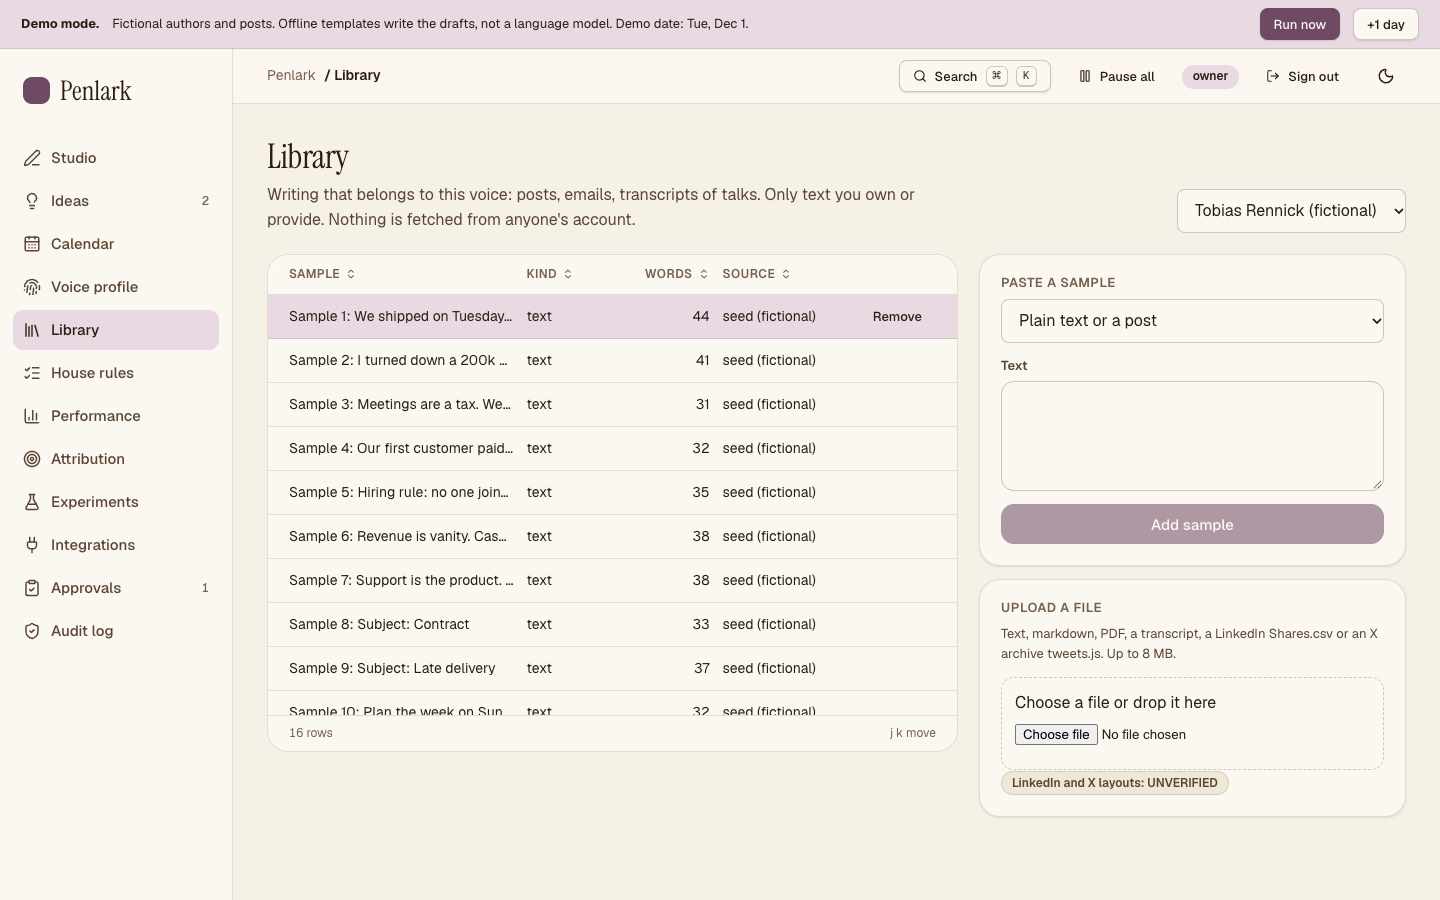 Demo mode. Fictional authors and posts. Offline templates write the drafts, not a language model. Demo date: Tue, Dec 1.
Run now
+1 day
Penlark
Penlark / Library
Search ⌘ K
Pause all
owner
Sign out
Studio
Ideas 2
Calendar
Voice profile
Library
House rules
Performance
Attribution
Experiments
Integrations
Approvals 1
Audit log
Library
Writing that belongs to this voice: posts, emails, transcripts of talks. Only text you own or
provide. Nothing is fetched from anyone's account.
Tobias Rennick (fictional)
SAMPLE KIND WORDS SOURCE
Sample 1: We shipped on Tuesday… text 44 seed (fictional) Remove
Sample 2: I turned down a 200k … text 41 seed (fictional)
Sample 3: Meetings are a tax. We… text 31 seed (fictional)
Sample 4: Our first customer paid… text 32 seed (fictional)
Sample 5: Hiring rule: no one join… text 35 seed (fictional)
Sample 6: Revenue is vanity. Cas… text 38 seed (fictional)
Sample 7: Support is the product. … text 38 seed (fictional)
Sample 8: Subject: Contract text 33 seed (fictional)
Sample 9: Subject: Late delivery text 37 seed (fictional)
Sample 10: Plan the week on Sun text 32 seed (fictional)
16 rows
j k move
PASTE A SAMPLE
Plain text or a post
Text
Add sample
UPLOAD A FILE
Text, markdown, PDF, a transcript, a LinkedIn Shares.csv or an X
archive tweets.js. Up to 8 MB.
Choose a file or drop it here
Choose file No file chosen
LinkedIn and X layouts: UNVERIFIED